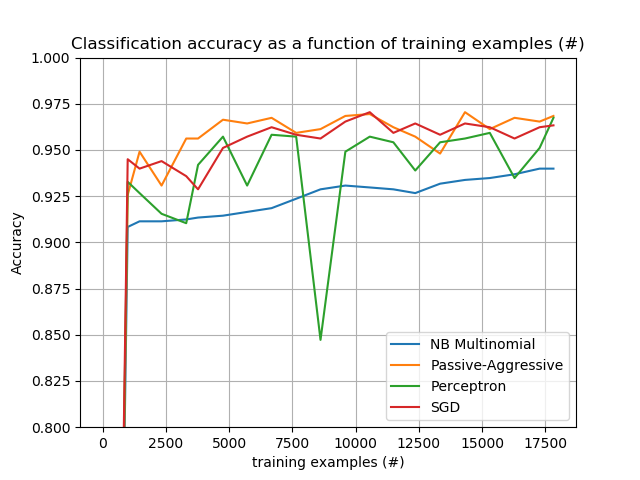 Classification accuracy as a function of training examples (#)
1.000
0.975
0.950
0.925
0.900
0.875
0.850
0.825
0.800
Accuracy
0
2500
5000
7500
10000
12500
15000
17500
training examples (#)
NB Multinomial
Passive-Aggressive
Perceptron
SGD